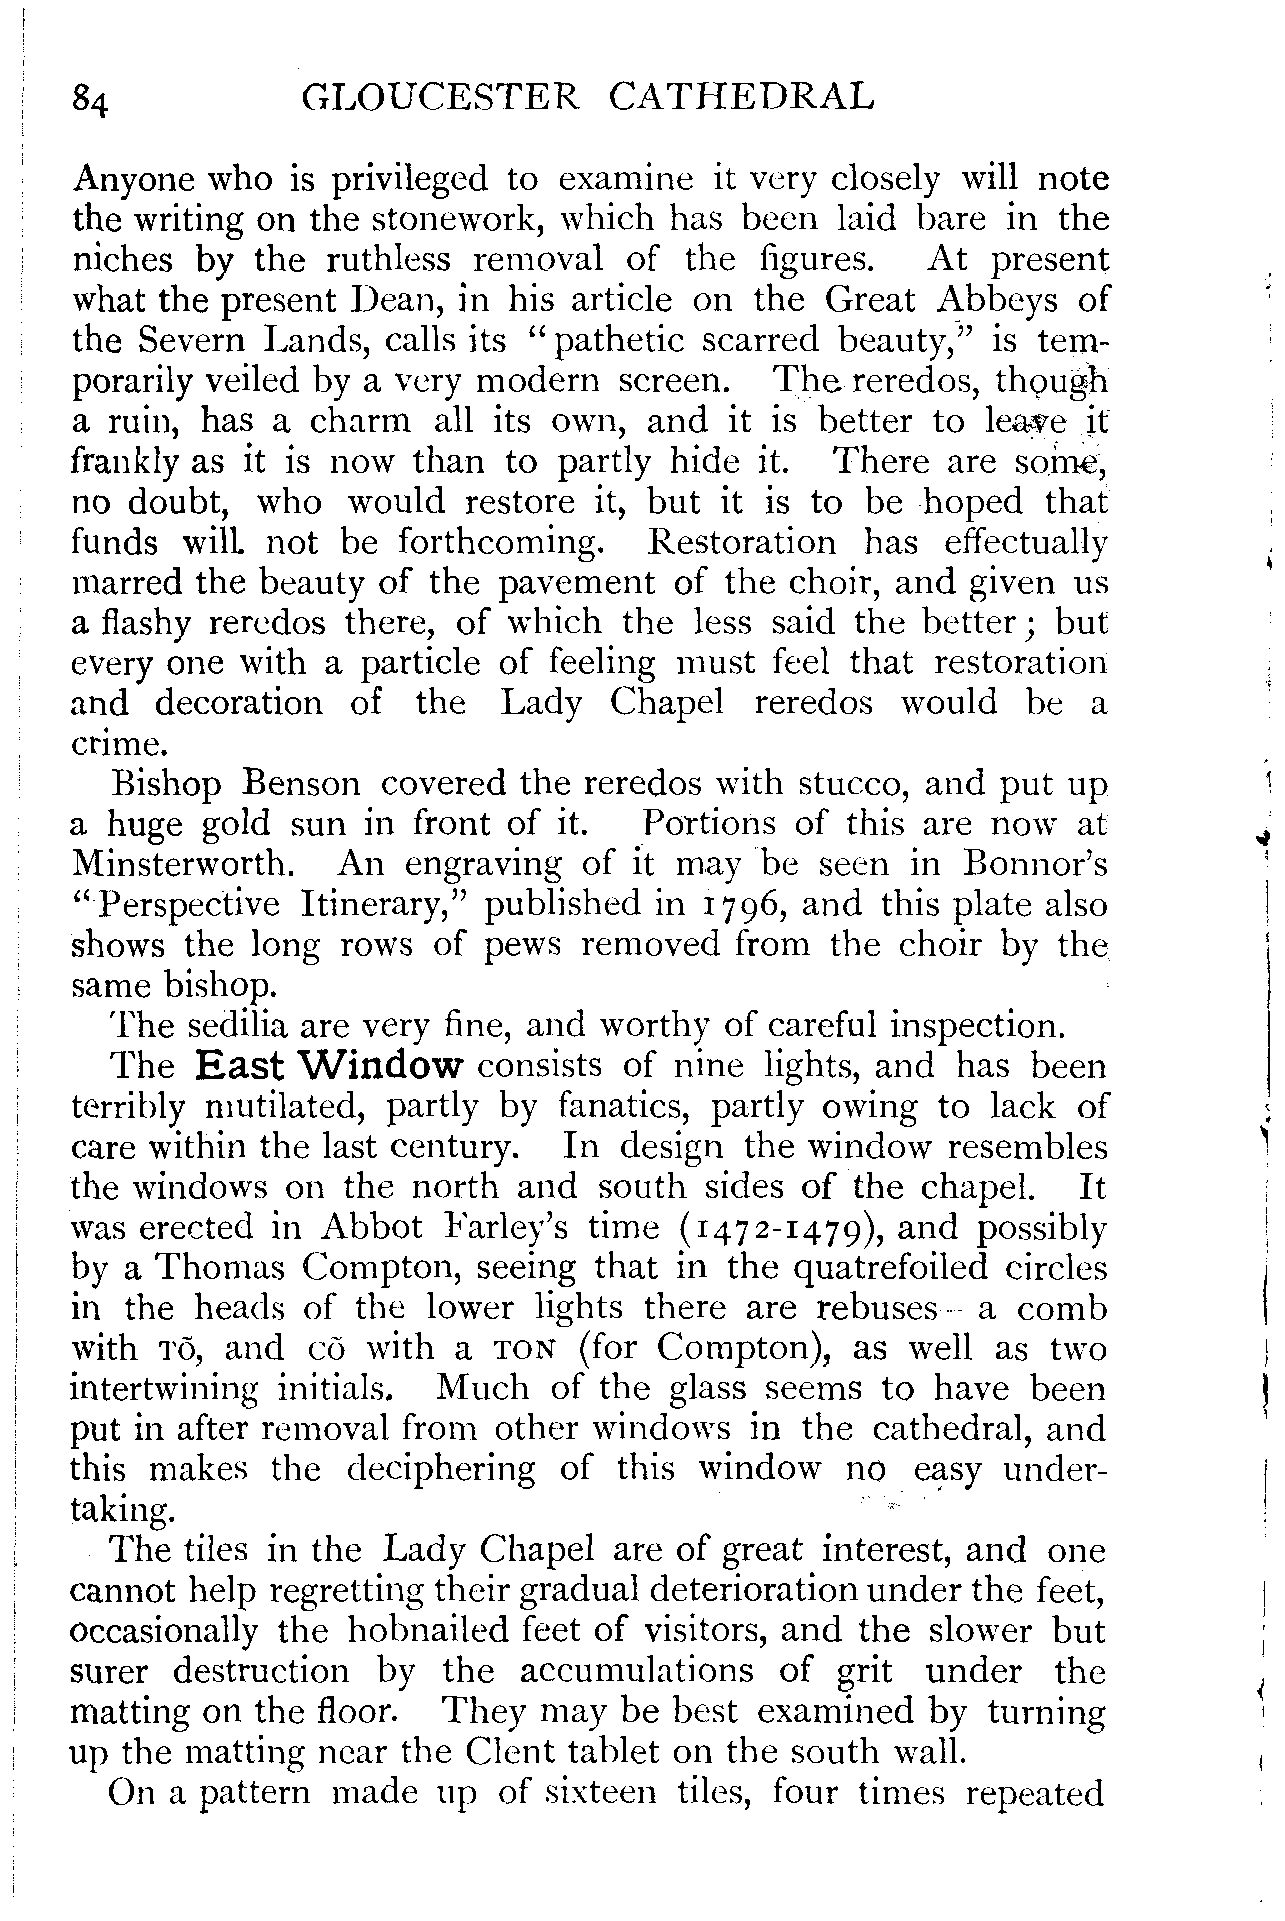 84 GLOUCESTER CATHEDRAL
Anyone who is privileged to examine it very closely will note
the writing on the stonework, which has been laid bare in the
niches by the ruthless removal of the figures. At present
what the present Dean, in his article on the Great Abbeys of
the Severn Lands, calls its “pathetic scarred beauty,” is tem-
porarily veiled by a very modern screen. The reredos, though
a ruin, has a charm all its own, and it is better to leave it
frankly as it is now than to partly hide it. There are some,
no doubt, who would restore it, but it is to be hoped that
funds will not be forthcoming. Restoration has effectually
marred the beauty of the pavement of the choir, and given us
a flashy reredos there, of which the less said the better; but
every one with a particle of feeling must feel that restoration
and decoration of the Lady Chapel reredos would be a
crime.
Bishop Benson covered the reredos with stucco, and put up
a huge gold sun in front of it. Portions of this are now at
Minsterworth. An engraving of it may be seen in Bonnor’s
“Perspective Itinerary,” published in 1796, and this plate also
shows the long rows of pews removed from the choir by the
same bishop.
The sedilia are very fine, and worthy of careful inspection.
The East Window consists of nine lights, and has been
terribly mutilated, partly by fanatics, partly owing to lack of
care within the last century. In design the window resembles
the windows on the north and south sides of the chapel. It
was erected in Abbot Farley’s time (1472-1479), and possibly
by a Thomas Compton, seeing that in the quatrefoiled circles
in the heads of the lower lights there are rebuses—a comb
with TŌ, and cō with a TON (for Compton), as well as two
intertwining initials. Much of the glass seems to have been
put in after removal from other windows in the cathedral, and
this makes the deciphering of this window no easy under-
taking.
The tiles in the Lady Chapel are of great interest, and one
cannot help regretting their gradual deterioration under the feet,
occasionally the hobnailed feet of visitors, and the slower but
surer destruction by the accumulations of grit under the
matting on the floor. They may be best examined by turning
up the matting near the Clent tablet on the south wall.
On a pattern made up of sixteen tiles, four times repeated